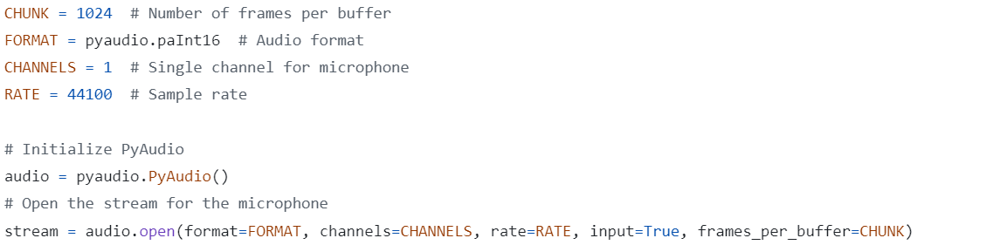 CHUNK = 1024  # Number of frames per buffer
FORMAT = pyaudio.paInt16  # Audio format
CHANNELS = 1  # Single channel for microphone
RATE = 44100  # Sample rate
# Initialize PyAudio
audio = pyaudio.PyAudio()
# Open the stream for the microphone
stream = audio.open(format=FORMAT, channels=CHANNELS, rate=RATE, input=True, frames_per_buffer=CHUNK)